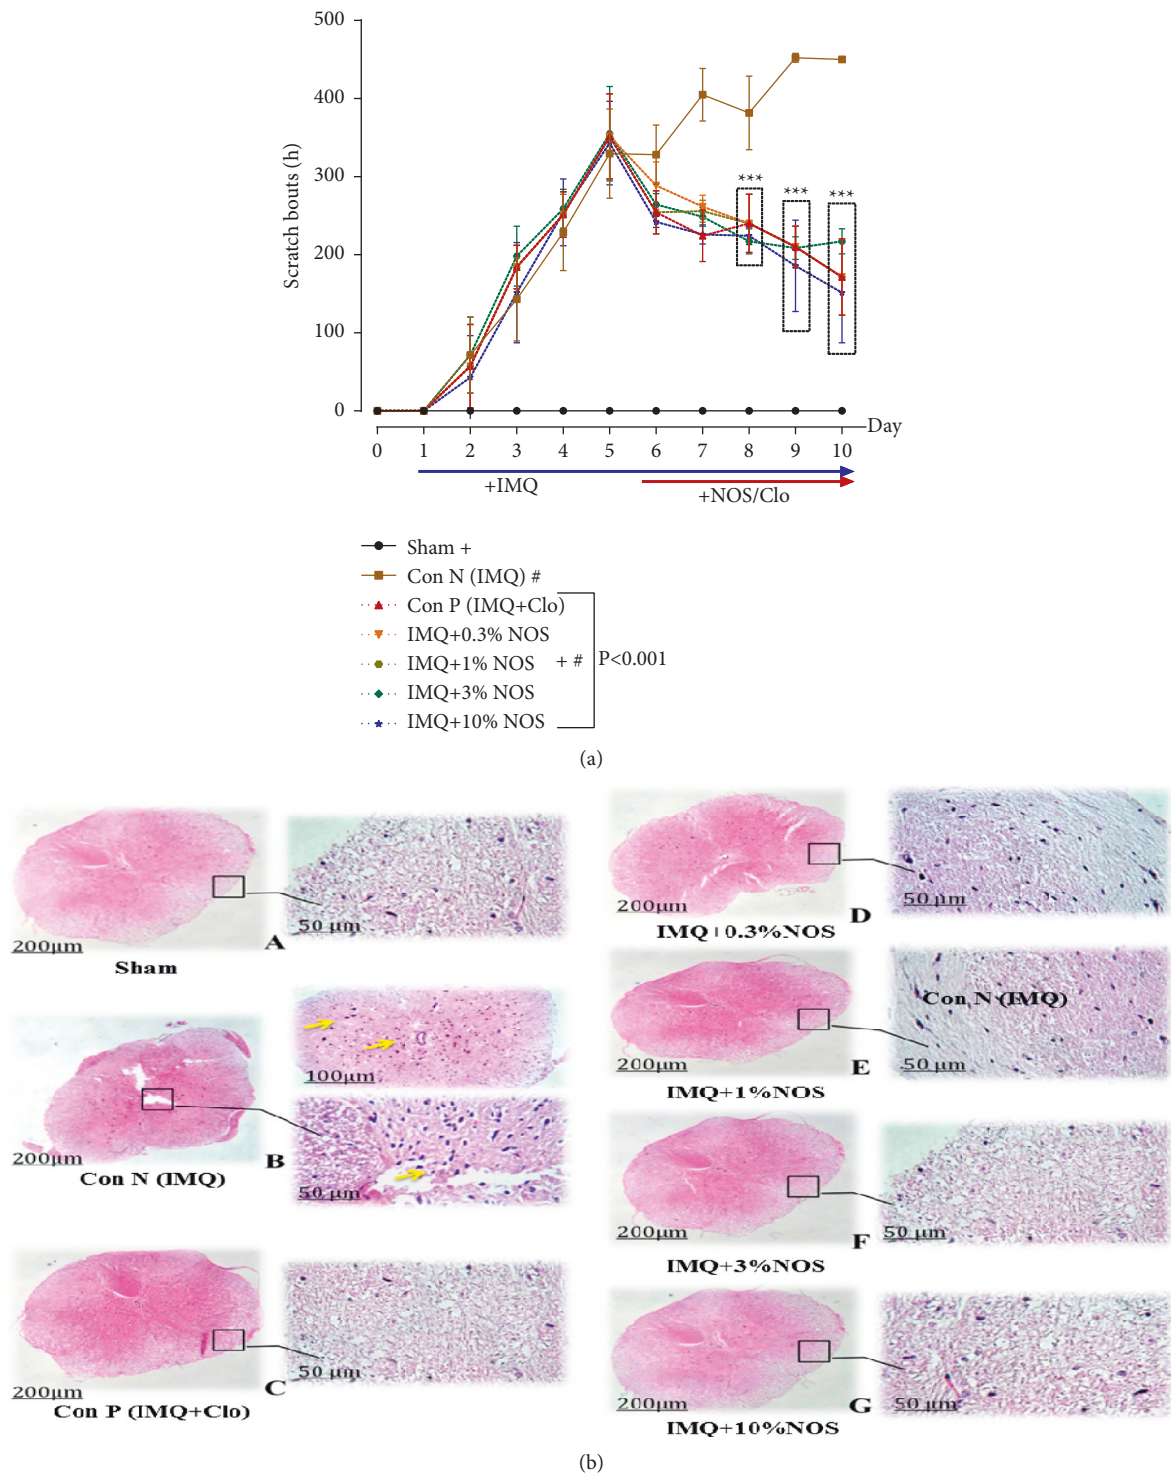 500
400
300
200
100
0
Scratch bouts (h)
***
***
***
0 1 2 3 4 5 6 7 8 9 10
Day
+IMQ
+NOS/Clo
Sham +
Con N (IMQ) #
Con P (IMQ+Clo)
IMQ+0.3% NOS
IMQ+1% NOS
IMQ+3% NOS
IMQ+10% NOS
+ #
P<0.001
(a)
200μm
50 μm
A
Sham
100μm
200μm
50 μm
B
Con N (IMQ)
200μm
50 μm
C
Con P (IMQ+Clo)
200μm
50 μm
D
IMQ+0.3%NOS
Con N (IMQ)
200μm
50 μm
E
IMQ+1%NOS
200μm
50 μm
F
IMQ+3%NOS
200μm
50 μm
G
IMQ+10%NOS
(b)